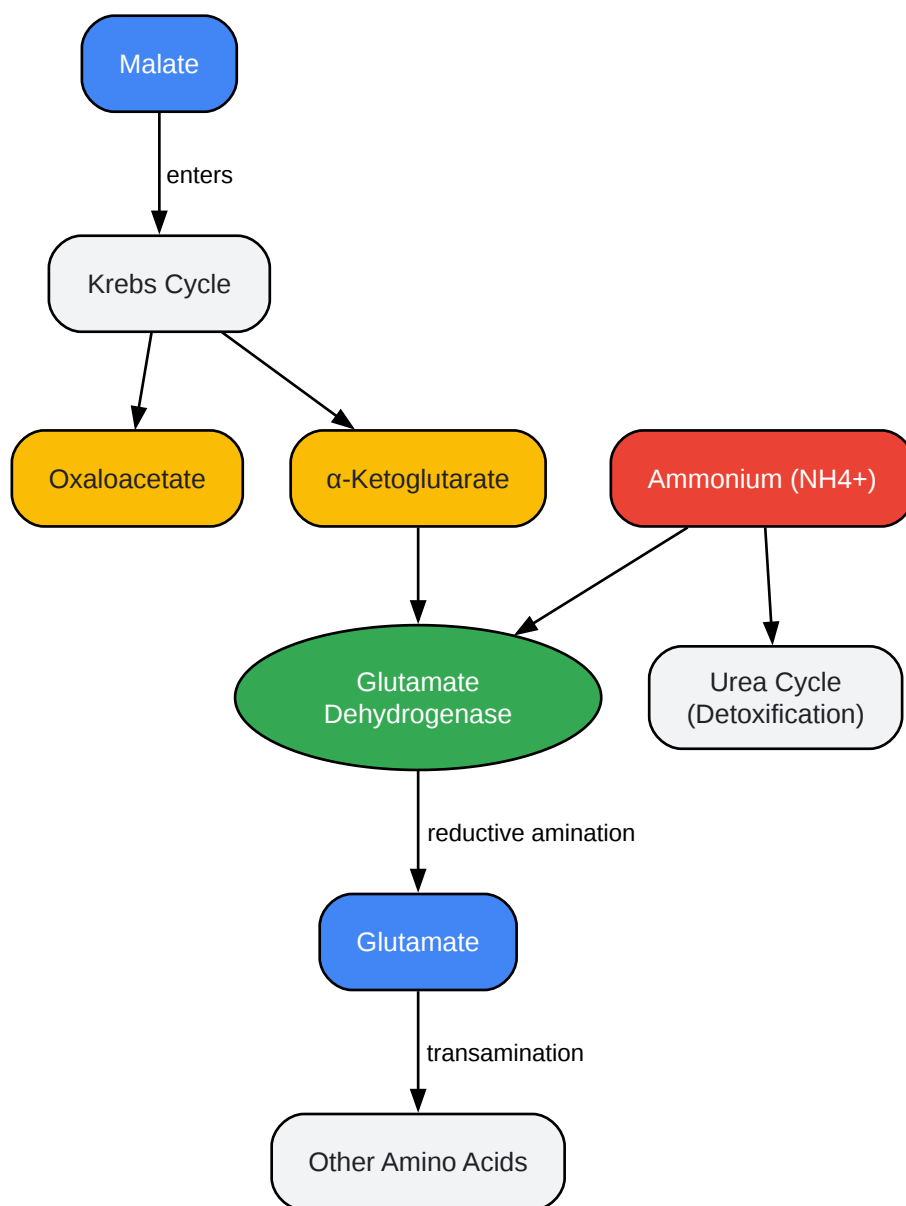 Malate
enters
Krebs Cycle
Oxaloacetate
α-Ketoglutarate
Ammonium (NH4+)
Glutamate
Dehydrogenase
Urea Cycle
(Detoxification)
reductive amination
Glutamate
transamination
Other Amino Acids